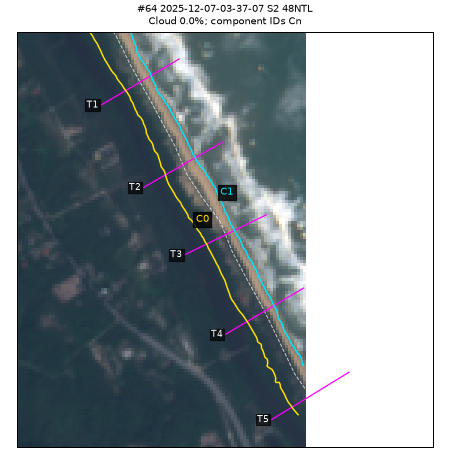 #64 2025-12-07-03-37-07 S2 48NTL
Cloud 0.0%; component IDs Cn
T1
T2
C1
C0
T3
T4
T5